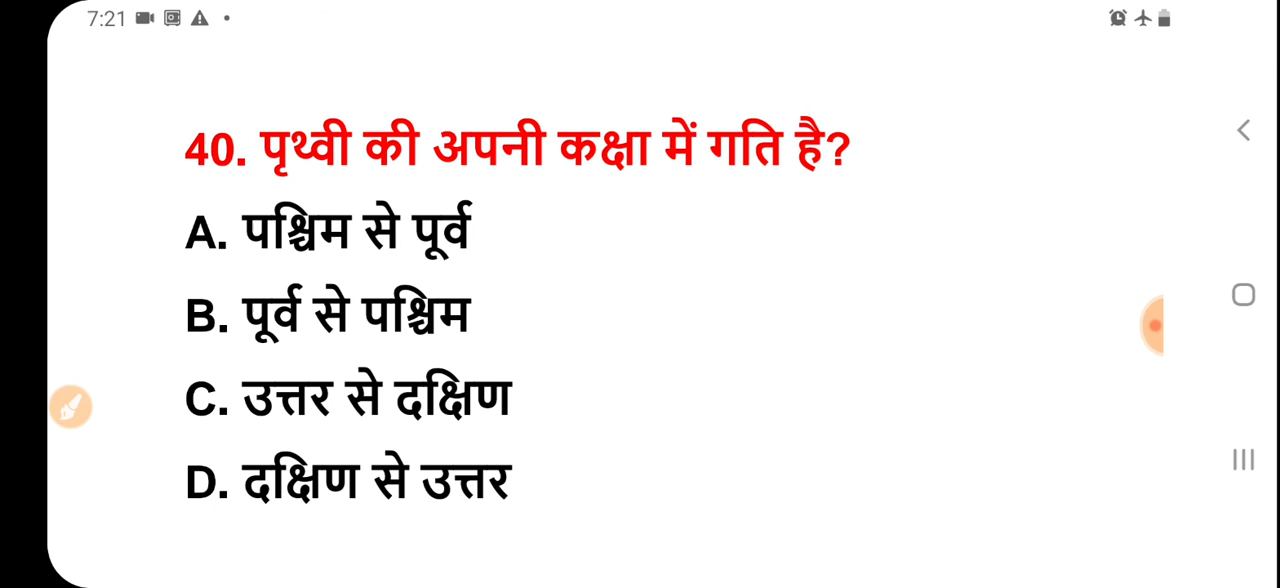 7:21
40. पृथ्वी की अपनी कक्षा में गति है?
A. पश्चिम से पूर्व
B. पूर्व से पश्चिम
C. उत्तर से दक्षिण
D. दक्षिण से उत्तर